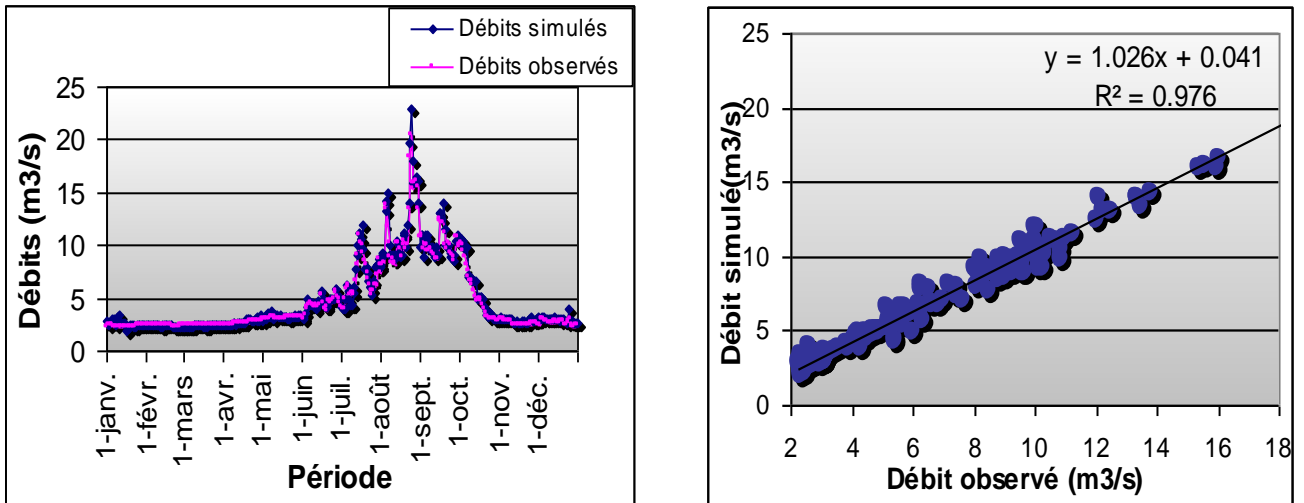 Débits simulés
Débits observés
Débits (m3/s)
25
20
15
10
5
0
1-janv.
1-févr.
1-mars
1-avr.
1-mai
1-juin
1-juil.
1-août
1-sept.
1-oct.
1-nov.
1-déc.
Période
y = 1.026x + 0.041
R² = 0.976
Débit simulé(m3/s)
25
20
15
10
5
0
2 4 6 8 10 12 14 16 18
Débit observé (m3/s)